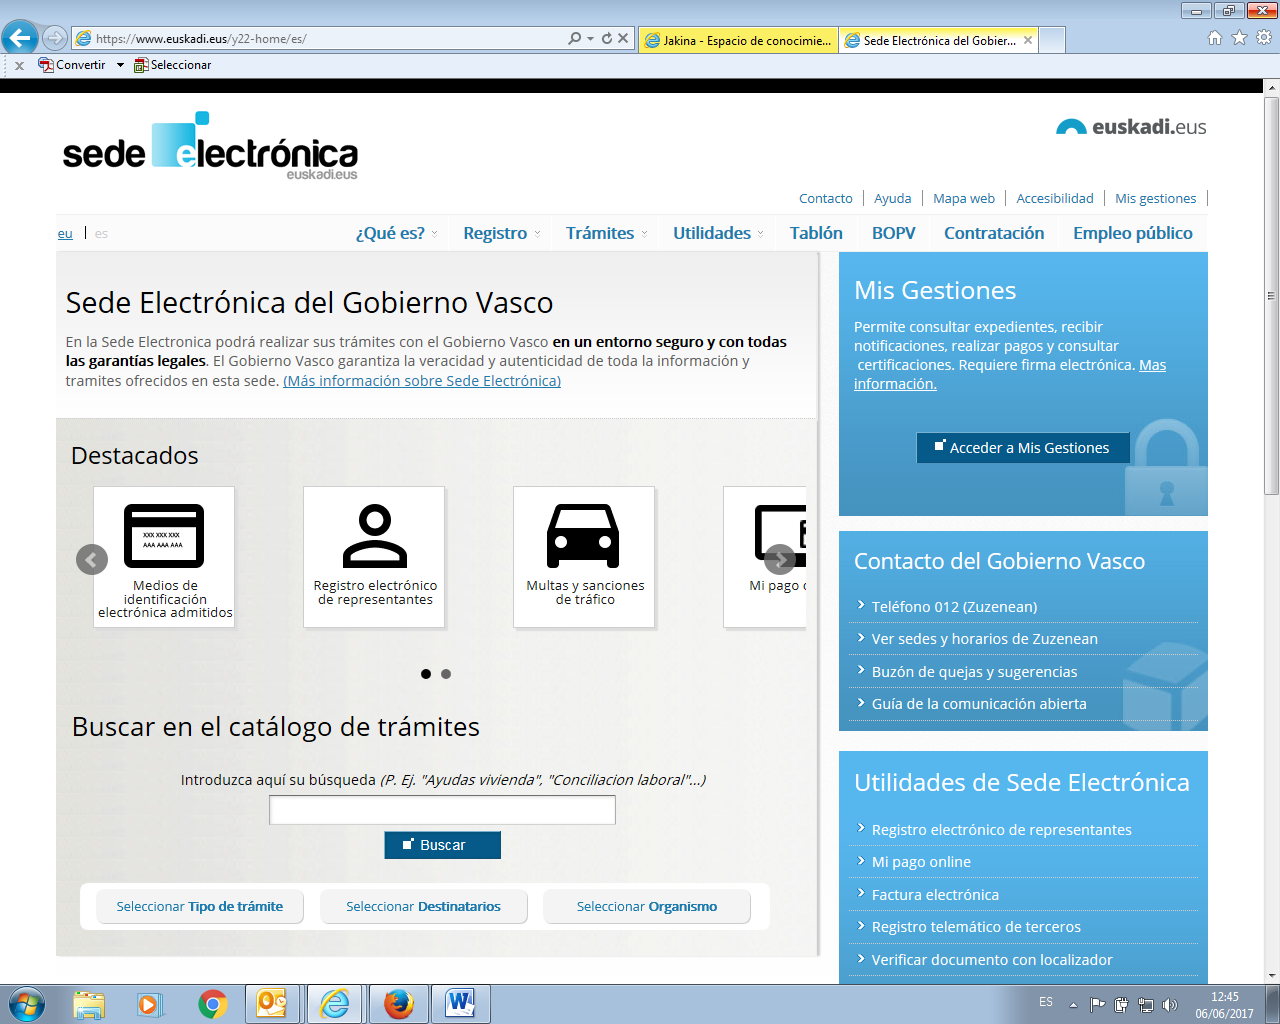 https://www.euskadi.eus/y22-home/es/
Jakina - Espacio de conocimie...
Sede Electrónica del Gobier...
Convertir
Seleccionar
sede electrónica
euskadi.eus
euskadi.eus
Contacto
Ayuda
Mapa web
Accesibilidad
Mis gestiones
eu
es
¿Qué es?
Registro
Trámites
Utilidades
Tablón
BOPV
Contratación
Empleo público
Sede Electrónica del Gobierno Vasco
En la Sede Electronica podrá realizar sus trámites con el Gobierno Vasco en un entorno seguro y con todas
las garantías legales. El Gobierno Vasco garantiza la veracidad y autenticidad de toda la información y
tramites ofrecidos en esta sede. (Más información sobre Sede Electrónica)
Destacados
XXX XXX XXX
AAA AAA AAA
Medios de
identificación
electrónica admitidos
Registro electrónico
de representantes
Multas y sanciones
de tráfico
Mi pago
Buscar en el catálogo de trámites
Introduzca aquí su búsqueda (P. Ej. "Ayudas vivienda", "Conciliacion laboral"...)
Buscar
Seleccionar Tipo de trámite
Seleccionar Destinatarios
Seleccionar Organismo
Mis Gestiones
Permite consultar expedientes, recibir
notificaciones, realizar pagos y consultar
certificaciones. Requiere firma electrónica. Mas
información.
Acceder a Mis Gestiones
Contacto del Gobierno Vasco
Teléfono 012 (Zuzenean)
Ver sedes y horarios de Zuzenean
Buzón de quejas y sugerencias
Guía de la comunicación abierta
Utilidades de Sede Electrónica
Registro electrónico de representantes
Mi pago online
Factura electrónica
Registro telemático de terceros
Verificar documento con localizador
ES
12:45
06/06/2017